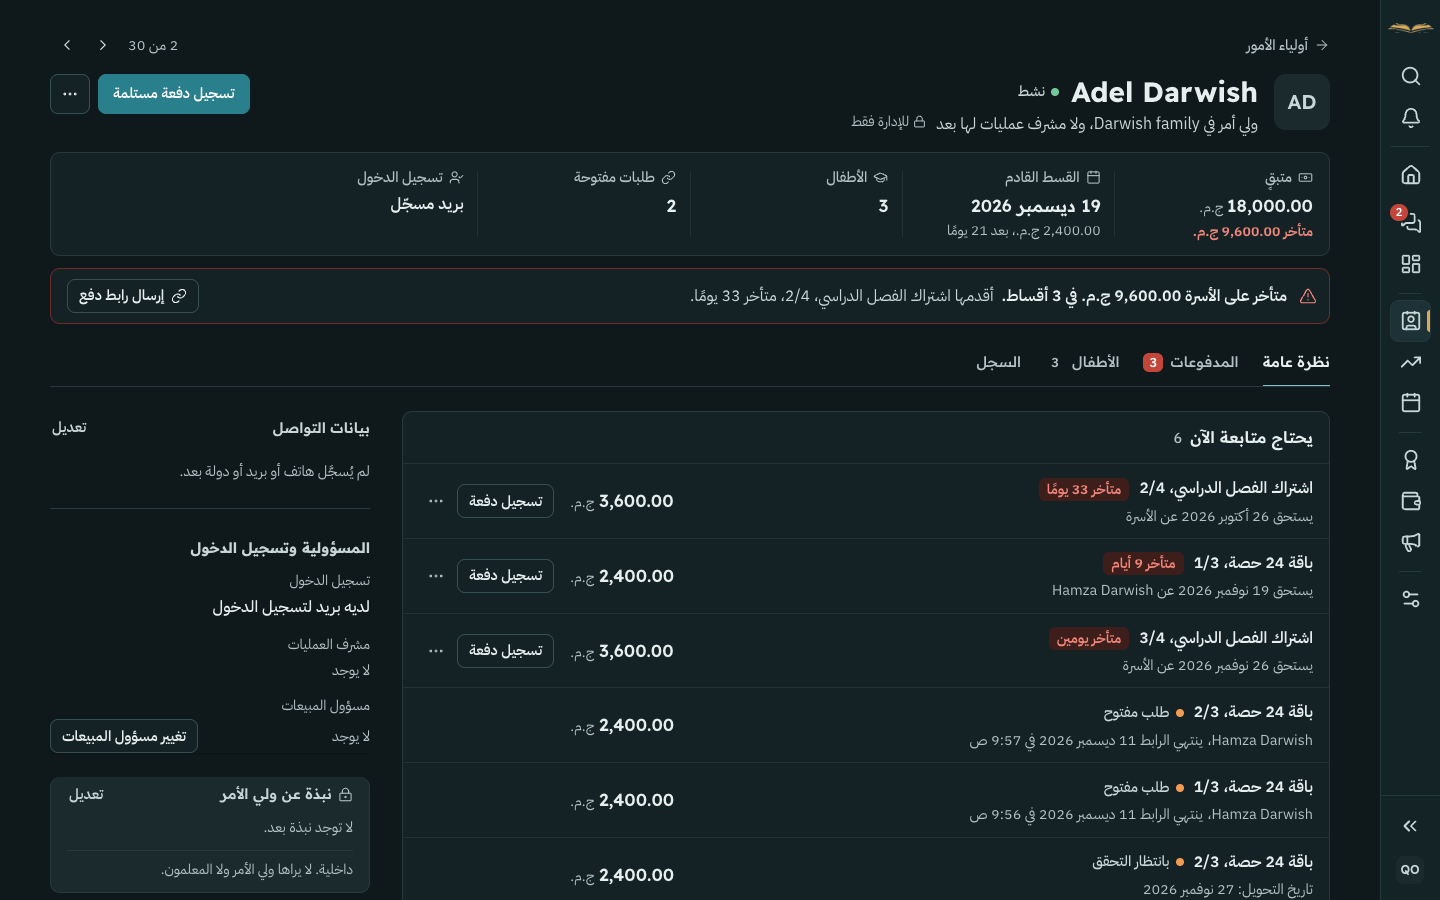 أولياء الأمور
2 من 30
AD
Adel Darwish
نشط
ولي أمر في Darwish family، ولا مشرف عمليات لها بعد
للإدارة فقط
تسجيل دفعة مستلمة
متبقٍ
18,000.00 ج.م.
متأخر 9,600.00 ج.م.
القسط القادم
19 ديسمبر 2026
2,400.00 ج.م.، بعد 21 يومًا
الأطفال
3
طلبات مفتوحة
2
تسجيل الدخول
بريد مسجّل
متأخر على الأسرة 9,600.00 ج.م. في 3 أقساط. أقدمها اشتراك الفصل الدراسي، 2/4، متأخر 33 يومًا.
إرسال رابط دفع
نظرة عامة
المدفوعات 3
الأطفال 3
السجل
يحتاج متابعة الآن 6
اشتراك الفصل الدراسي، 2/4 متأخر 33 يومًا
يستحق 26 أكتوبر 2026 عن الأسرة
3,600.00 ج.م.
تسجيل دفعة
باقة 24 حصة، 1/3 متأخر 9 أيام
يستحق 19 نوفمبر 2026 عن Hamza Darwish
2,400.00 ج.م.
تسجيل دفعة
اشتراك الفصل الدراسي، 3/4 متأخر يومين
يستحق 26 نوفمبر 2026 عن الأسرة
3,600.00 ج.م.
تسجيل دفعة
باقة 24 حصة، 2/3 طلب مفتوح
Hamza Darwish، ينتهي الرابط 11 ديسمبر 2026 في 9:57 ص
2,400.00 ج.م.
باقة 24 حصة، 1/3 طلب مفتوح
Hamza Darwish، ينتهي الرابط 11 ديسمبر 2026 في 9:56 ص
2,400.00 ج.م.
باقة 24 حصة، 2/3 بانتظار التحقق
تاريخ التحويل: 27 نوفمبر 2026
2,400.00 ج.م.
بيانات التواصل
تعديل
لم يُسجَّل هاتف أو بريد أو دولة بعد.
المسؤولية وتسجيل الدخول
تسجيل الدخول
لديه بريد لتسجيل الدخول
مشرف العمليات
لا يوجد
مسؤول المبيعات
لا يوجد
تغيير مسؤول المبيعات
نبذة عن ولي الأمر
تعديل
لا توجد نبذة بعد.
داخلية. لا يراها ولي الأمر ولا المعلمون.
2
QO